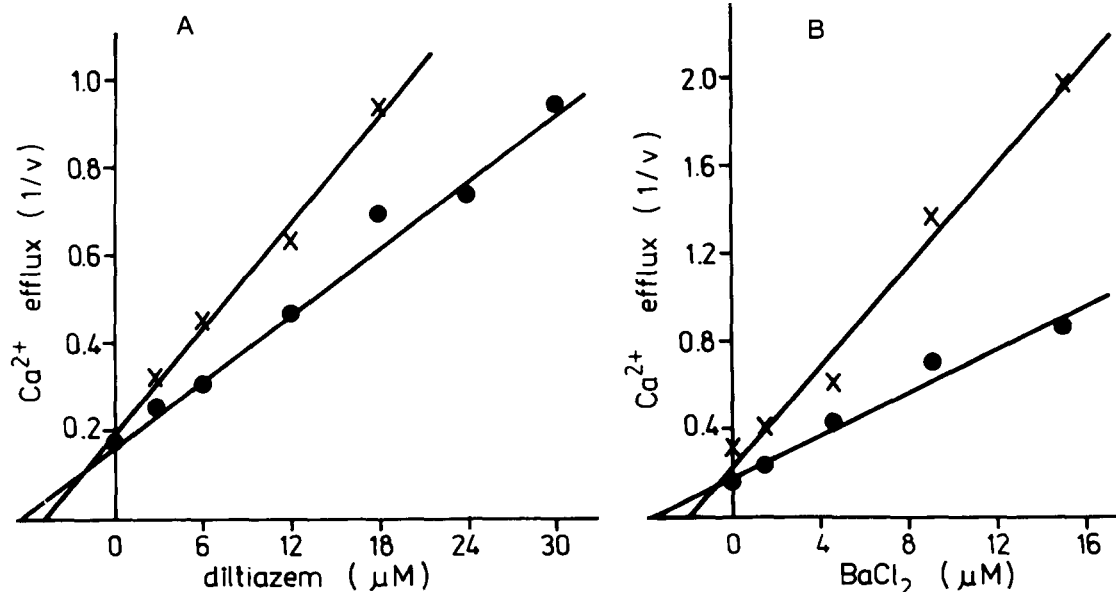 A
Ca2+ efflux (1/v)
1.0
0.8
0.6
0.4
0.2
0 6 12 18 24 30
diltiazem (μM)
B
Ca2+ efflux (1/v)
2.0
1.6
1.2
0.8
0.4
0 4 8 12 16
BaCl2 (μM)